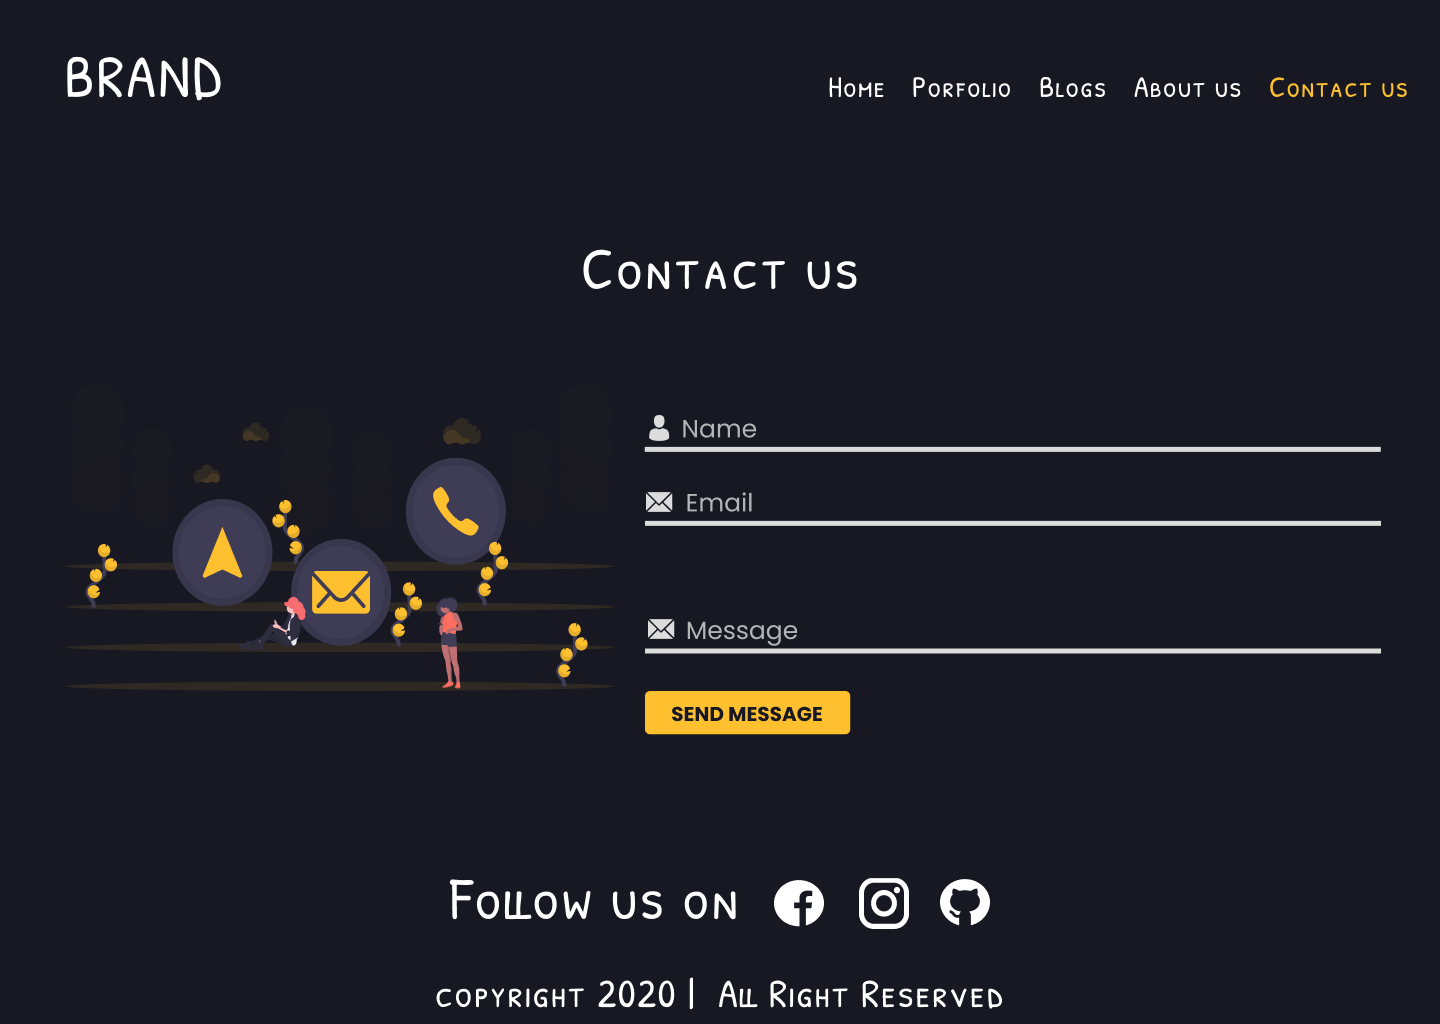 BRAND
Home Porfolio Blogs About us Contact us
Contact us
Name
Email
Message
SEND MESSAGE
Follow us on
copyright 2020 | All Right Reserved